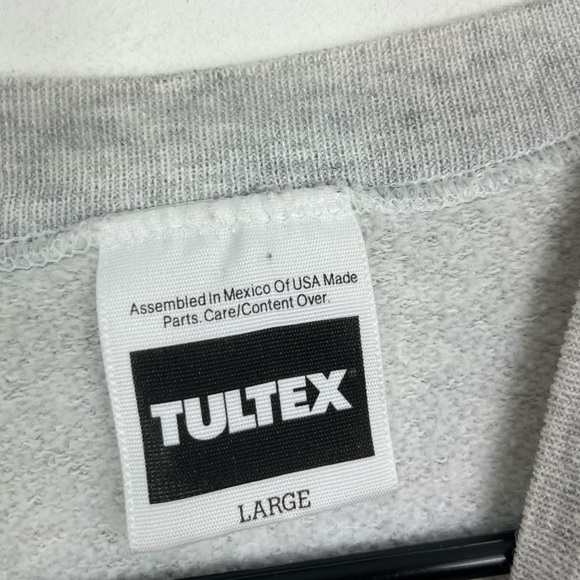 Assembled In Mexico Of USA Made
Parts. Care/Content Over.
TULTEX
LARGE